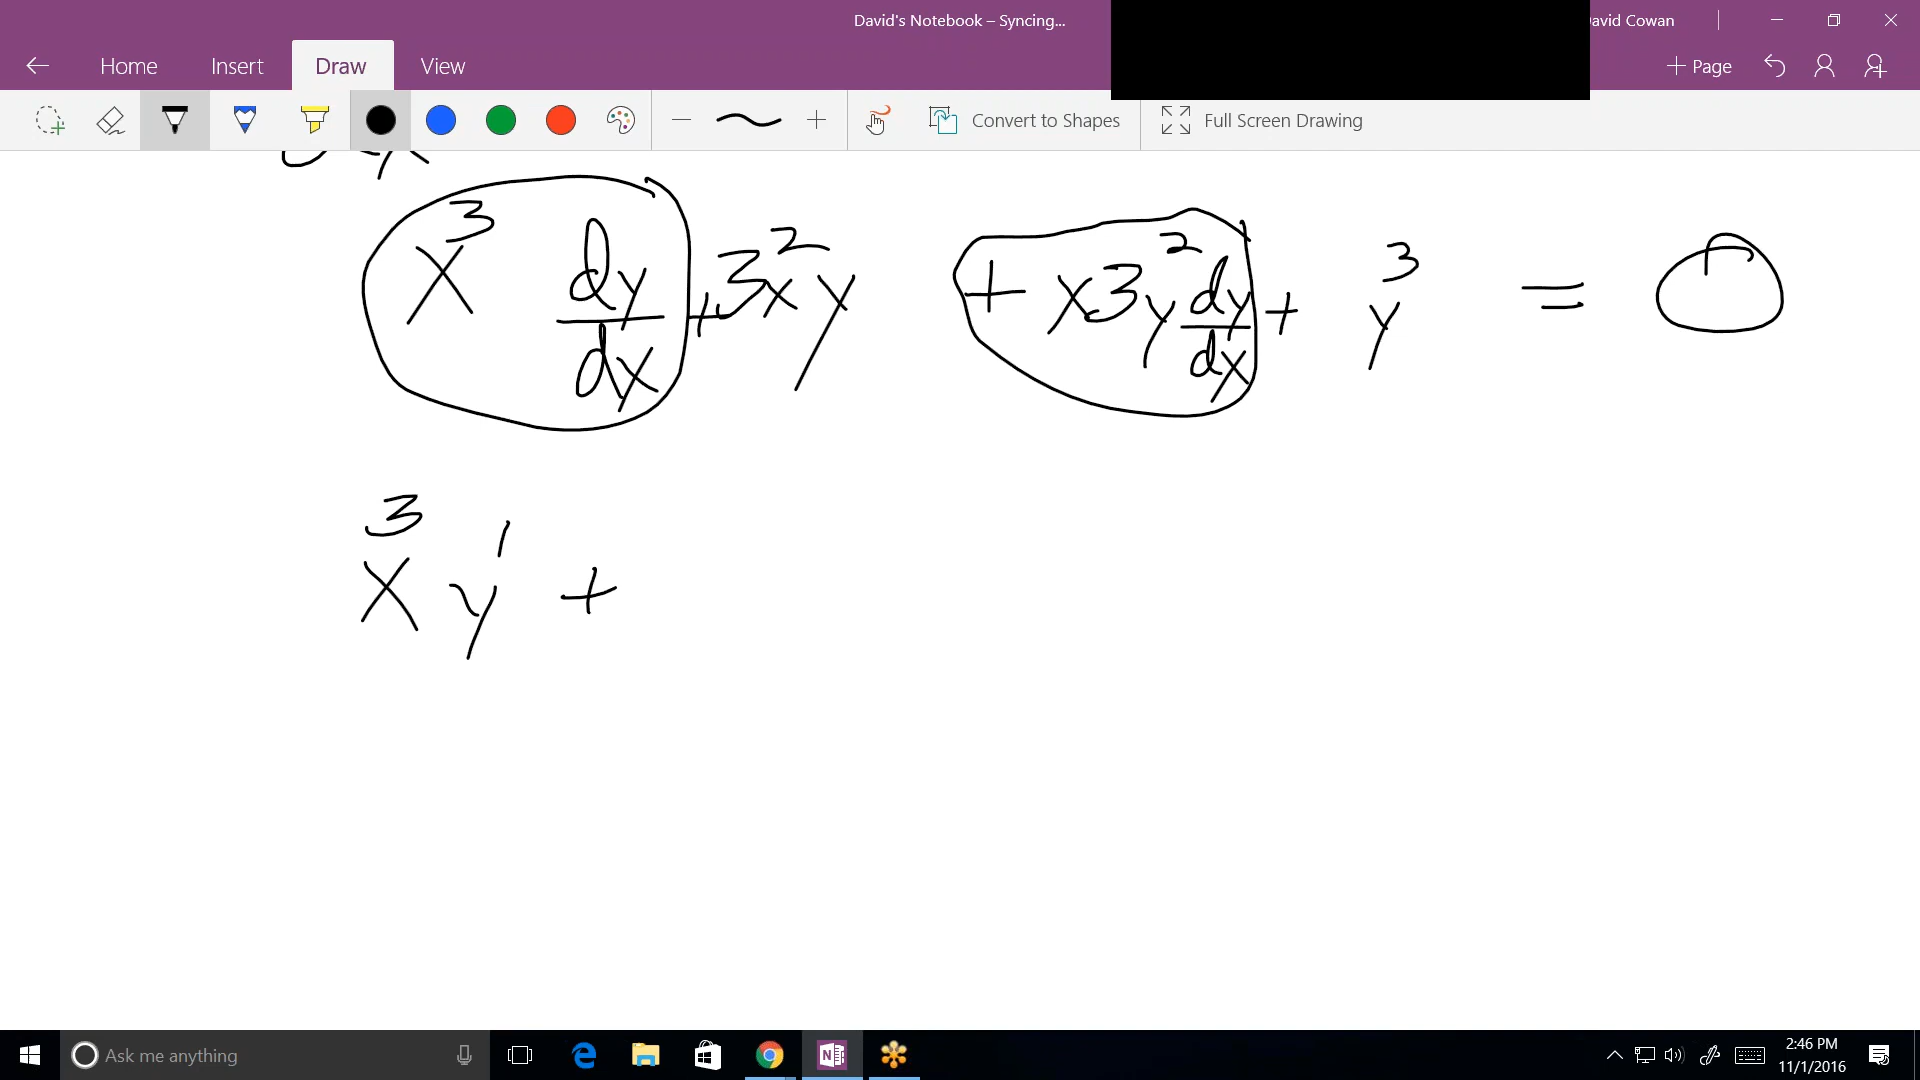 David's Notebook – Syncing...
avid Cowan
Home Insert Draw View
+ Page
Convert to Shapes Full Screen Drawing
x³ dy/dx + 3x²y + x3y² dy/dx + y³ = 0
x³ y' +
Ask me anything
2:46 PM
11/1/2016